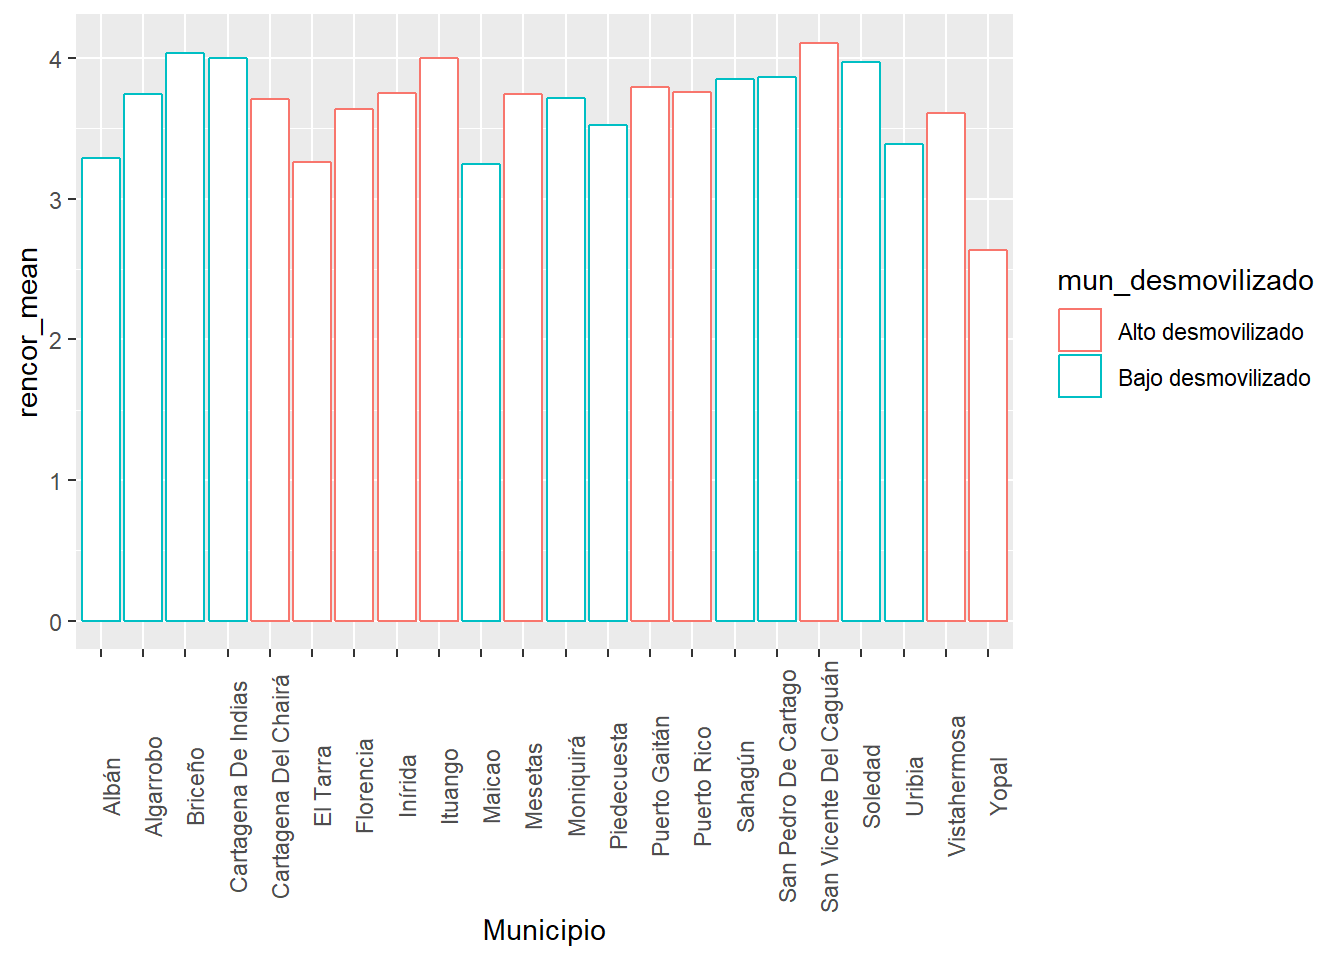 rencor_mean
4
3
2
1
0
Albán
Algarrobo
Briceño
Cartagena De Indias
Cartagena Del Chairá
El Tarra
Florencia
Inírida
Ituango
Maicao
Mesetas
Moniquirá
Piedecuesta
Puerto Gaitán
Puerto Rico
Sahagún
San Pedro De Cartago
San Vicente Del Caguán
Soledad
Uribia
Vistahermosa
Yopal
Municipio
mun_desmovilizado
Alto desmovilizado
Bajo desmovilizado